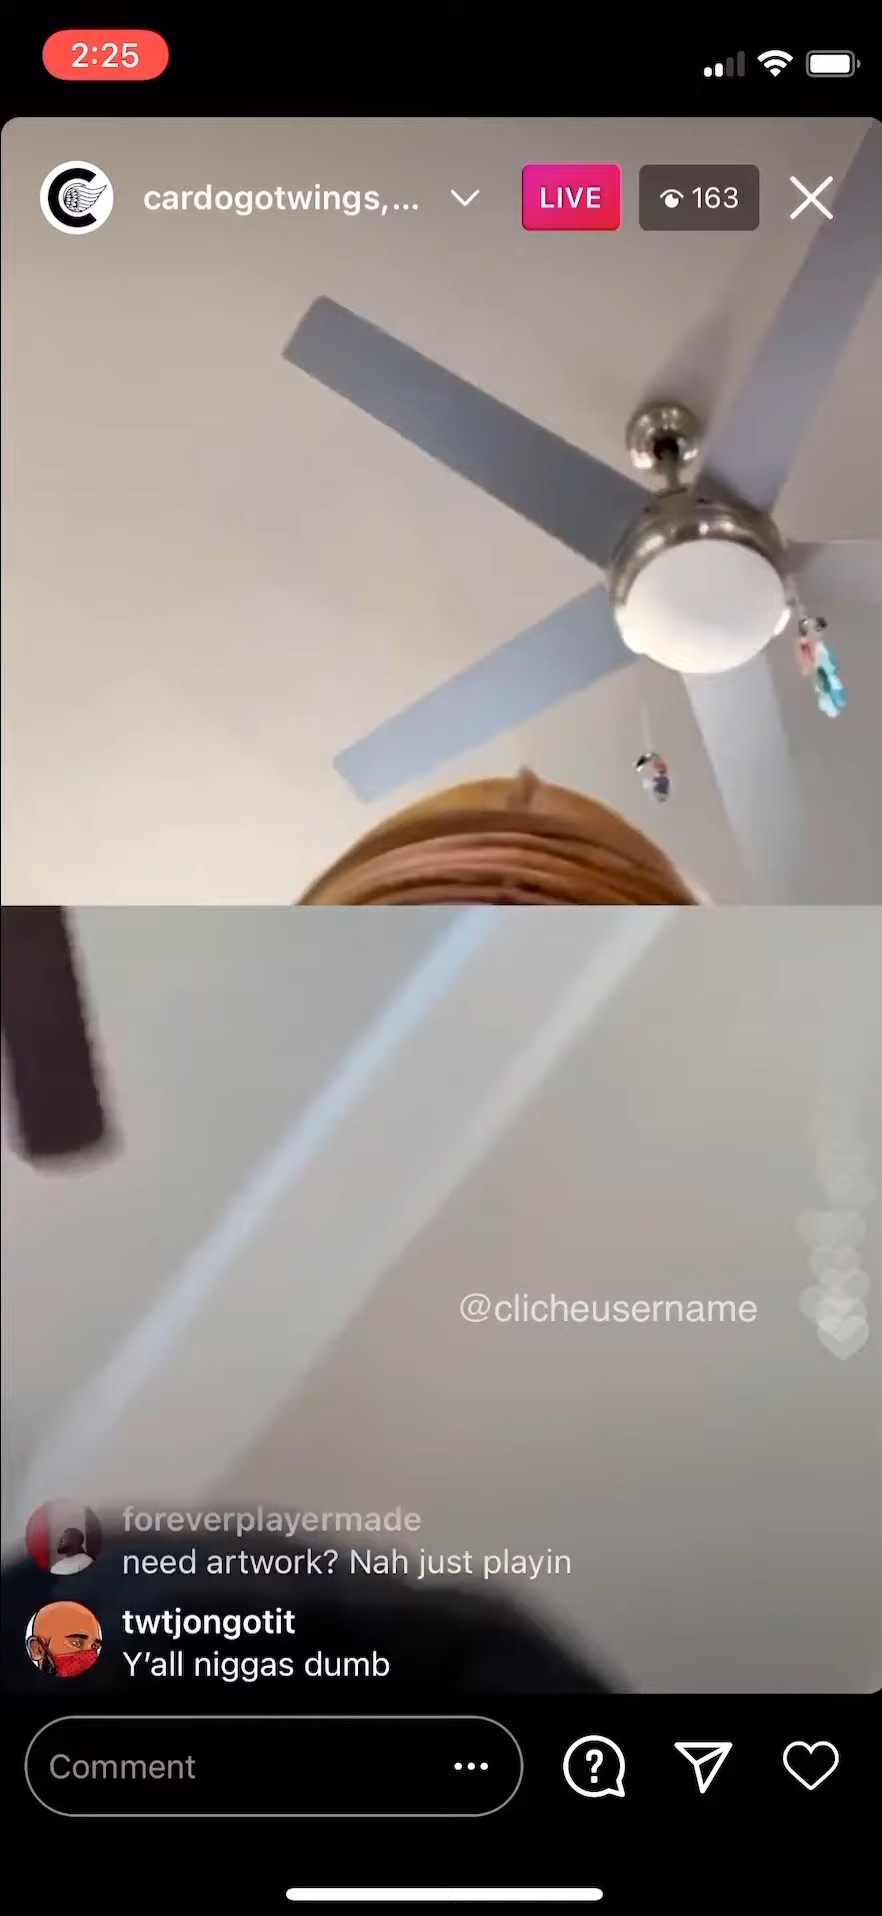 2:25
cardogotwings,...
LIVE
163
@clicheusername
foreverplayermade
need artwork? Nah just playin
twtjongotit
Y'all niggas dumb
Comment